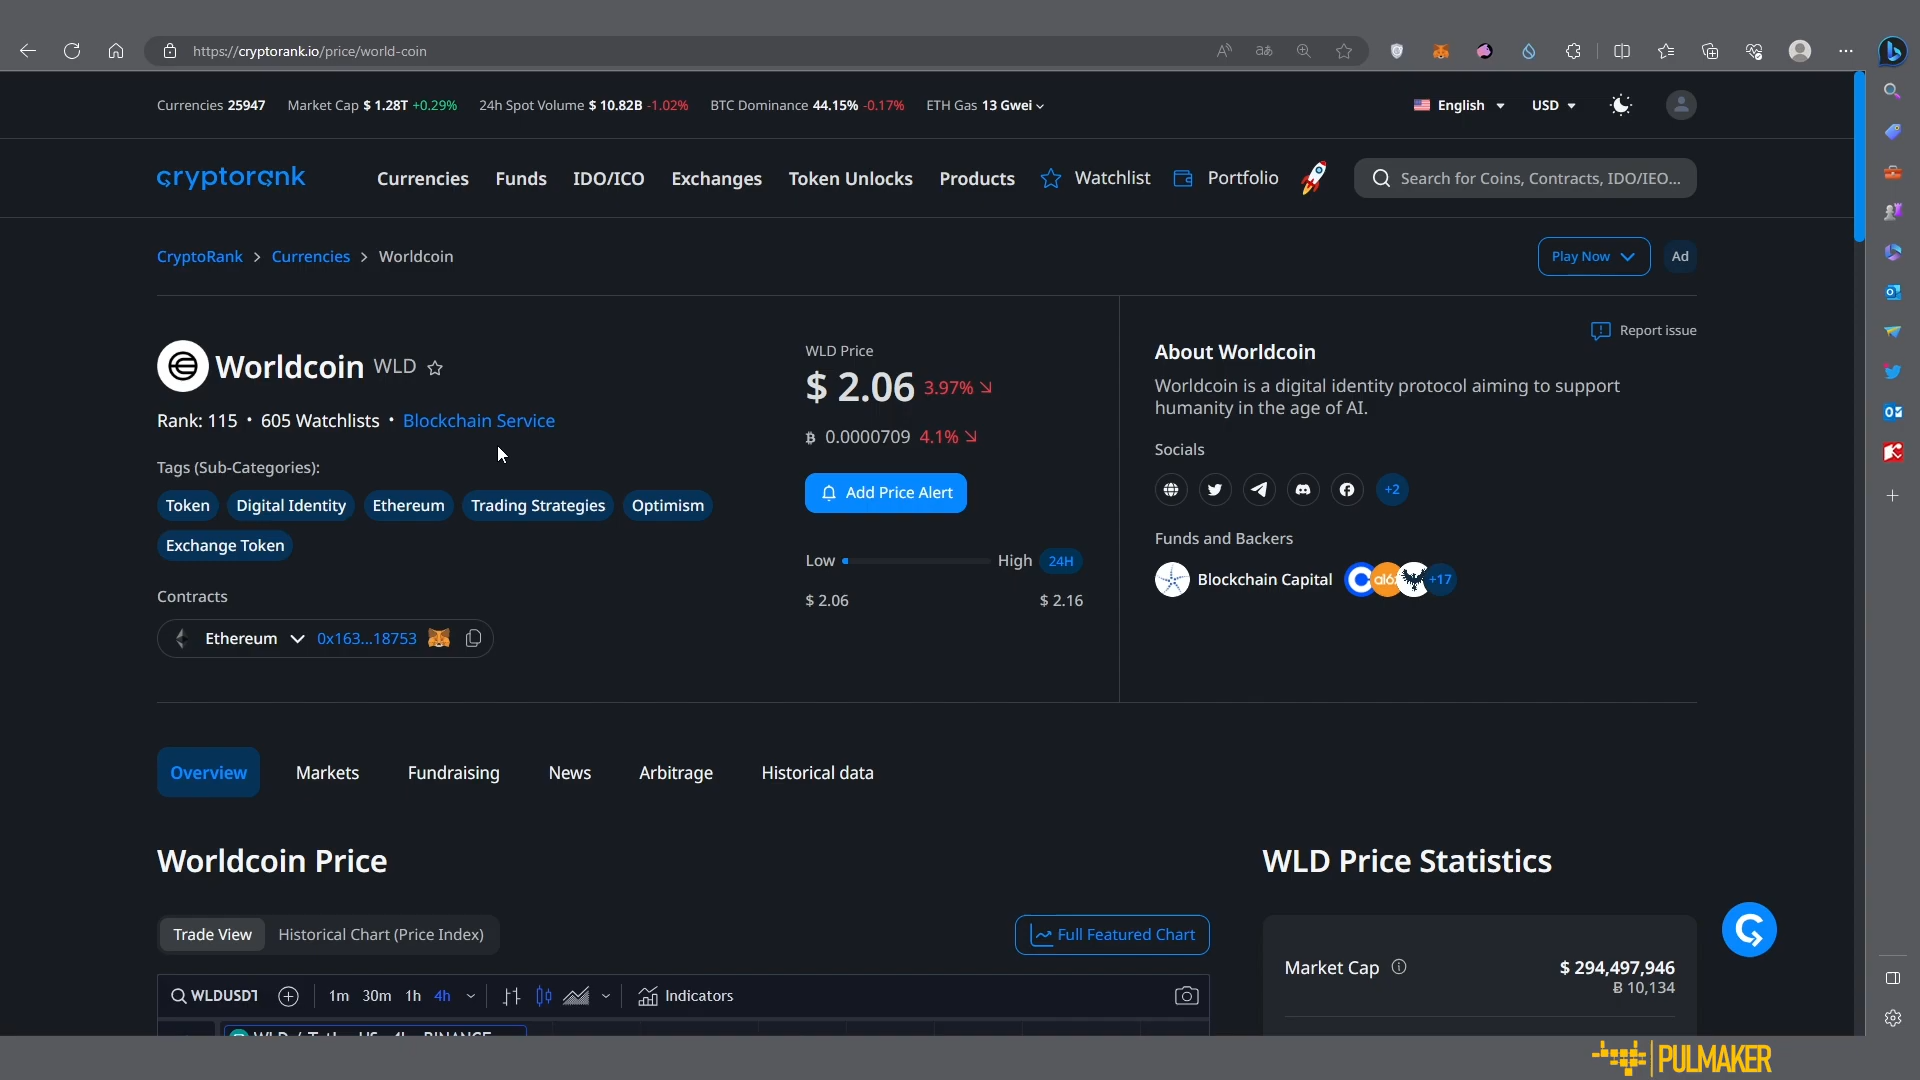 https://cryptorank.io/price/world-coin
Currencies 25947 Market Cap $ 1.28T +0.29% 24h Spot Volume $ 10.82B -1.02% BTC Dominance 44.15% -0.17% ETH Gas 13 Gwei English USD
cryptorank Currencies Funds IDO/ICO Exchanges Token Unlocks Products Watchlist Portfolio Search for Coins, Contracts, IDO/IEO...
CryptoRank > Currencies > Worldcoin
Play Now Ad
Report issue
Worldcoin WLD
Rank: 115 • 605 Watchlists • Blockchain Service
Tags (Sub-Categories):
Token Digital Identity Ethereum Trading Strategies Optimism
Exchange Token
Contracts
Ethereum 0x163...18753
WLD Price
$ 2.06 3.97%
0.0000709 4.1%
Add Price Alert
Low High 24H
$ 2.06 $ 2.16
About Worldcoin
Worldcoin is a digital identity protocol aiming to support
humanity in the age of AI.
Socials
+2
Funds and Backers
Blockchain Capital +17
Overview Markets Fundraising News Arbitrage Historical data
Worldcoin Price
Trade View Historical Chart (Price Index) Full Featured Chart
WLDUSDT 1m 30m 1h 4h Indicators
WLD Price Statistics
Market Cap $ 294,497,946
Ƀ 10,134
PULMAKER